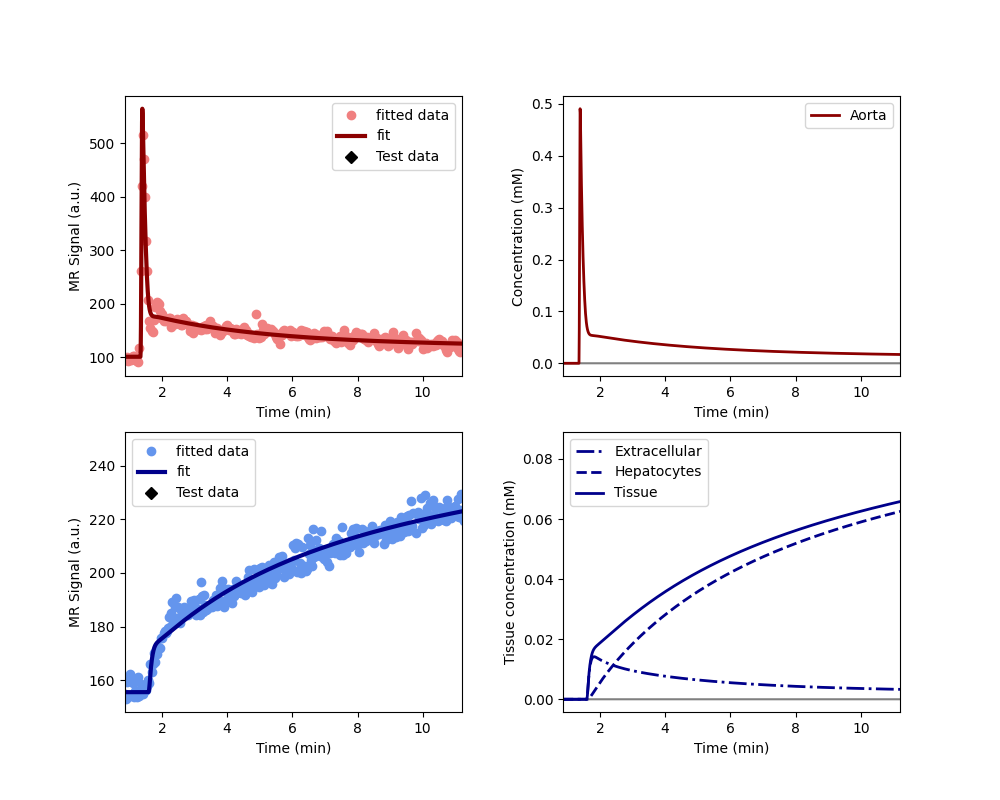 fitted data
fit
Test data
500
400
300
200
100
MR Signal (a.u.)
2 4 6 8 10
Time (min)
Aorta
0.5
0.4
0.3
0.2
0.1
0.0
Concentration (mM)
2 4 6 8 10
Time (min)
fitted data
fit
Test data
240
220
200
180
160
MR Signal (a.u.)
2 4 6 8 10
Time (min)
Extracellular
Hepatocytes
Tissue
0.08
0.06
0.04
0.02
0.00
Tissue concentration (mM)
2 4 6 8 10
Time (min)